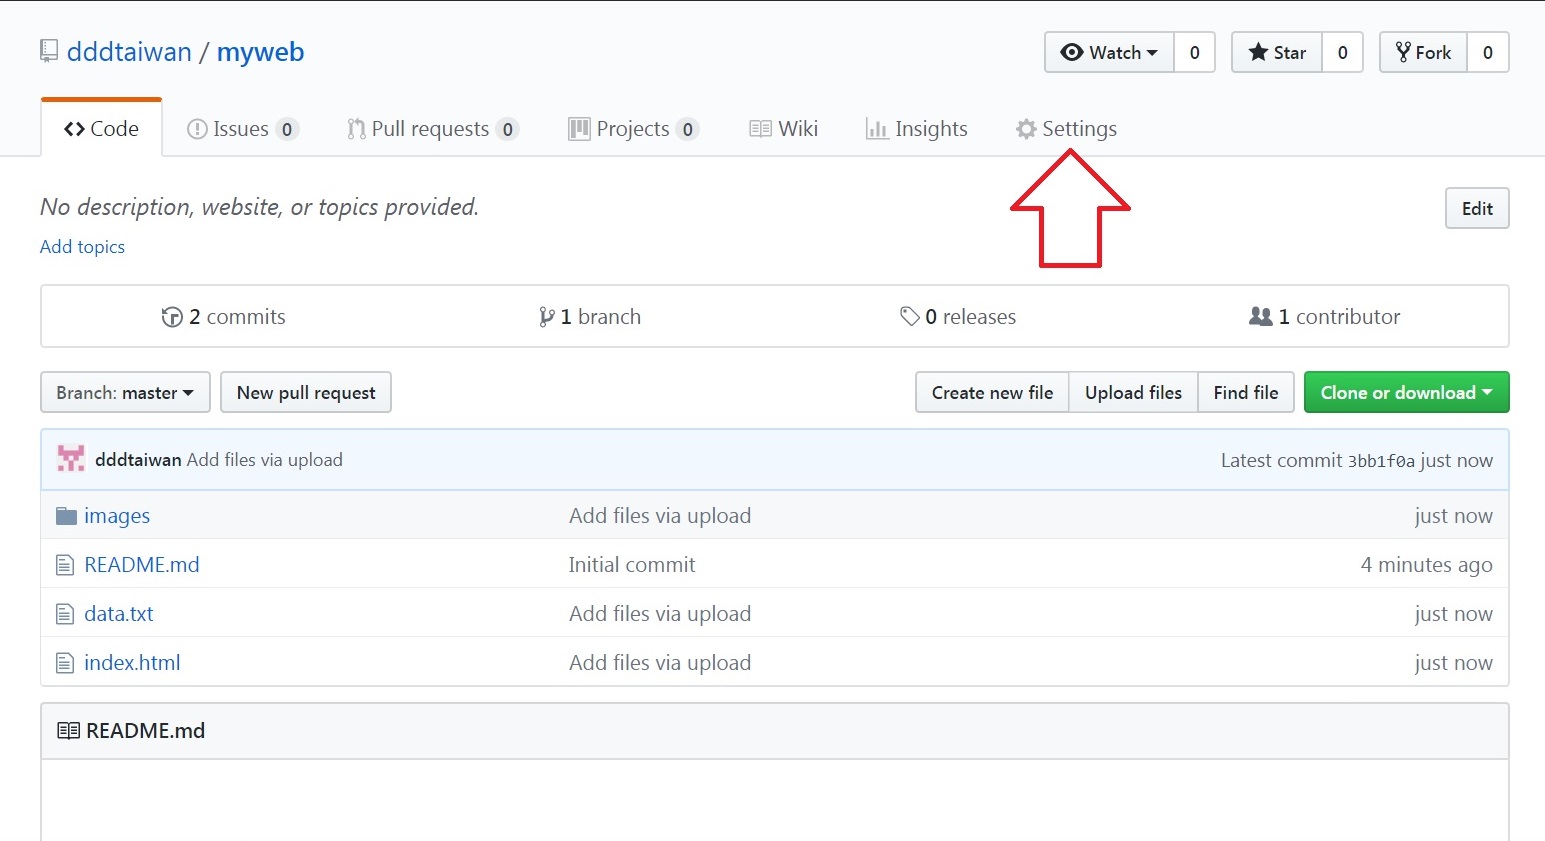 dddtaiwan / myweb
Watch 0 Star 0 Fork 0
Code Issues 0 Pull requests 0 Projects 0 Wiki Insights Settings
No description, website, or topics provided. Edit
Add topics
2 commits 1 branch 0 releases 1 contributor
Branch: master New pull request Create new file Upload files Find file Clone or download
dddtaiwan Add files via upload Latest commit 3bb1f0a just now
images Add files via upload just now
README.md Initial commit 4 minutes ago
data.txt Add files via upload just now
index.html Add files via upload just now
README.md